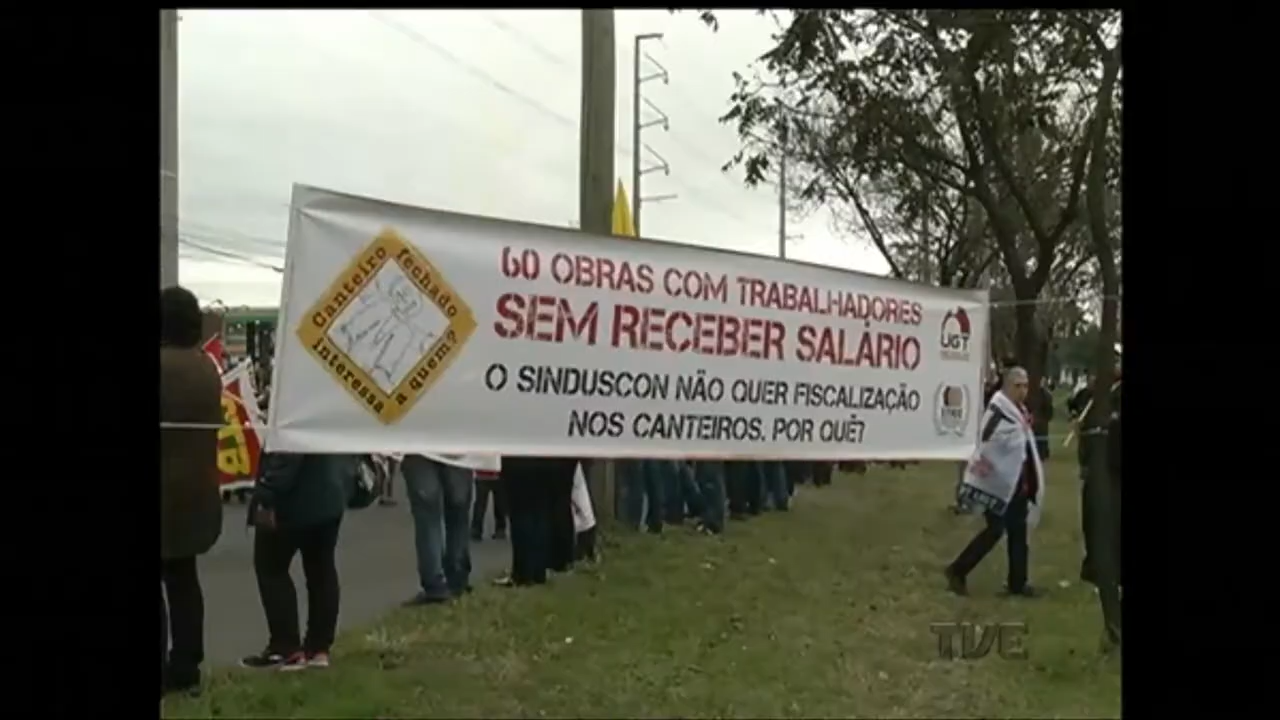 Canteiro fechado
interessa a quem?
60 OBRAS COM TRABALHADORES
SEM RECEBER SALÁRIO
O SINDUSCON NÃO QUER FISCALIZAÇÃO
NOS CANTEIROS. POR QUÊ?
UGT
TVE